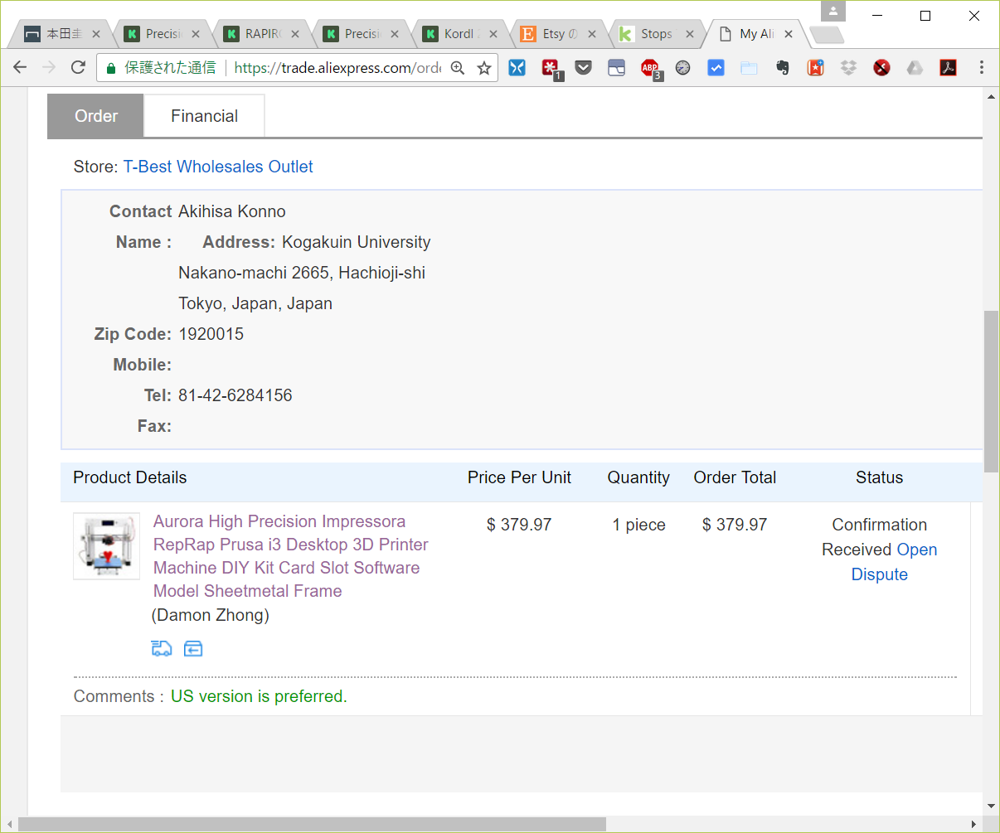 本田圭
Precisi
RAPIRO
Precisi
Kordl
Etsy の
Stops
My Ali
保護された通信
https://trade.aliexpress.com/orde
1
ABP
3
Order
Financial
Store: T-Best Wholesales Outlet
Contact Akihisa Konno
Name : Address: Kogakuin University
Nakano-machi 2665, Hachioji-shi
Tokyo, Japan, Japan
Zip Code: 1920015
Mobile:
Tel: 81-42-6284156
Fax:
Product Details Price Per Unit Quantity Order Total Status
Aurora High Precision Impressora
RepRap Prusa i3 Desktop 3D Printer
Machine DIY Kit Card Slot Software
Model Sheetmetal Frame
(Damon Zhong)
$ 379.97
1 piece
$ 379.97
Confirmation
Received Open
Dispute
Comments : US version is preferred.